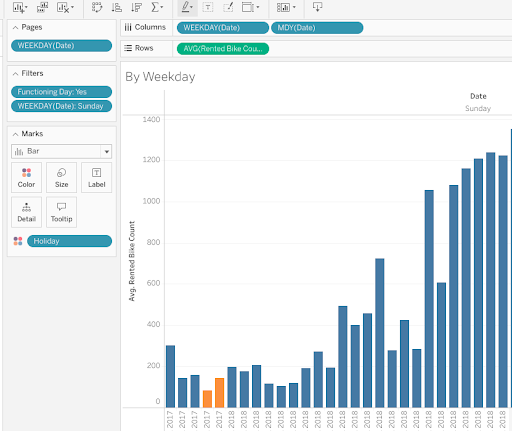 Pages
WEEKDAY(Date)
Filters
Functioning Day: Yes
WEEKDAY(Date): Sunday
Marks
Bar
Color
Size
Label
Detail
Tooltip
Holiday
Columns
WEEKDAY(Date)
MDY(Date)
Rows
AVG(Rented Bike Cou...
By Weekday
Date
Sunday
Avg. Rented Bike Count
1400
1200
1000
800
600
400
200
0
2017 2017 2017 2017 2017 2018 2018 2018 2018 2018 2018 2018 2018 2018 2018 2018 2018 2018 2018 2018 2018 2018 2018 2018 2018 2018 2018 2018